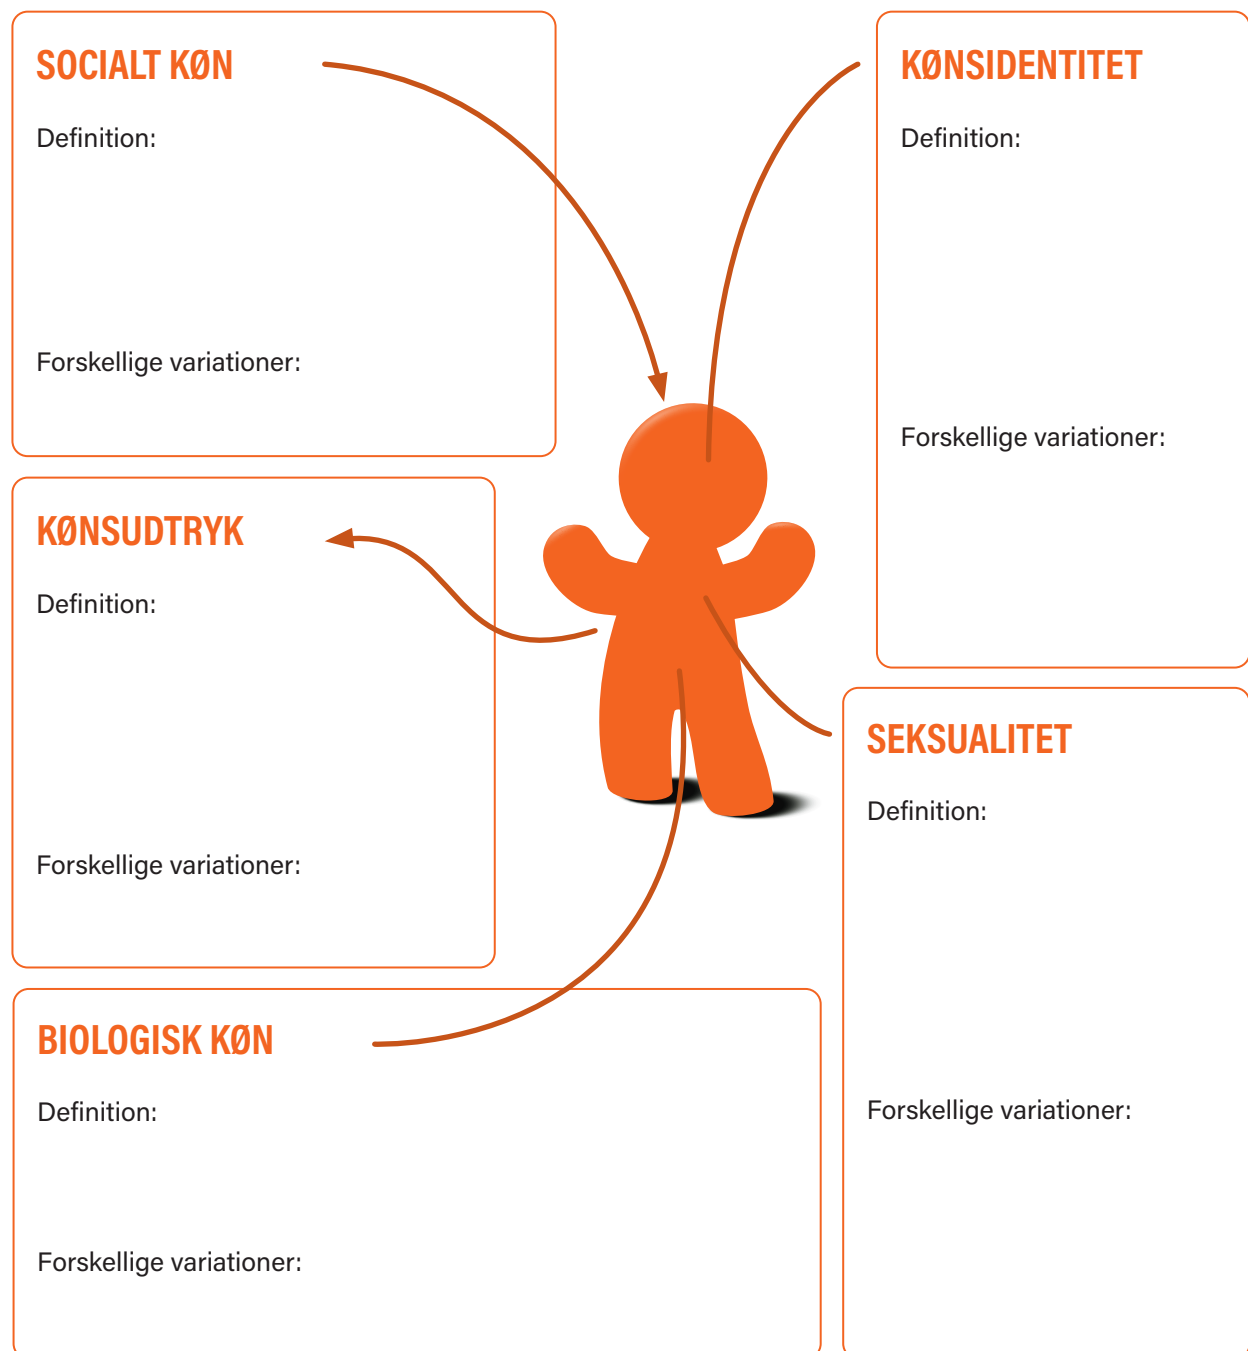 SOCIALT KØN
Definition:
Forskellige variationer:
KØNSIDENTITET
Definition:
Forskellige variationer:
KØNSUDTRYK
Definition:
Forskellige variationer:
SEKSUALITET
Definition:
Forskellige variationer:
BIOLOGISK KØN
Definition:
Forskellige variationer: